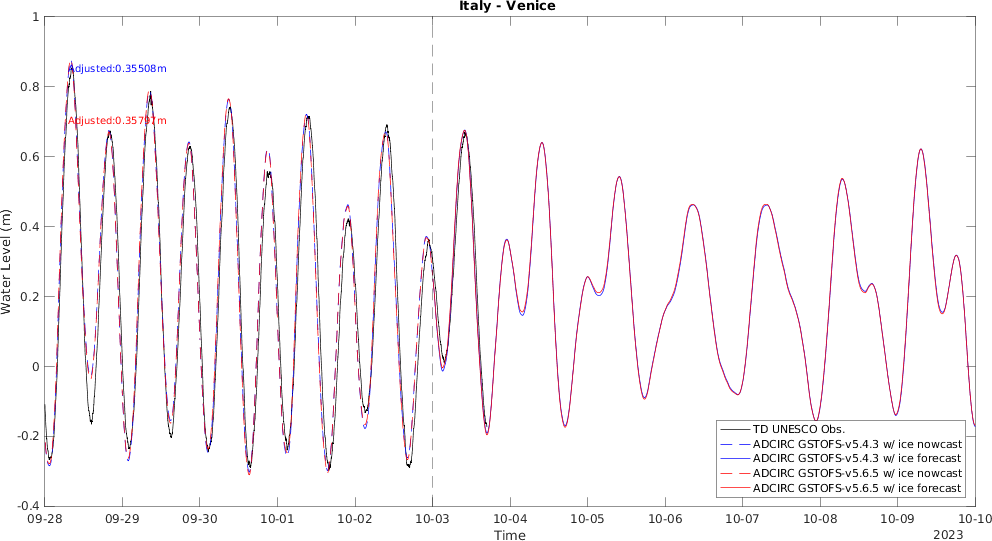 Italy - Venice
1
0.8
0.6
0.4
0.2
0
-0.2
-0.4
Water Level (m)
Adjusted:0.35508m
Adjusted:0.35797m
TD UNESCO Obs.
ADCIRC GSTOFS-v5.4.3 w/ ice nowcast
ADCIRC GSTOFS-v5.4.3 w/ ice forecast
ADCIRC GSTOFS-v5.6.5 w/ ice nowcast
ADCIRC GSTOFS-v5.6.5 w/ ice forecast
09-28 09-29 09-30 10-01 10-02 10-03 10-04 10-05 10-06 10-07 10-08 10-09 10-10
Time
2023